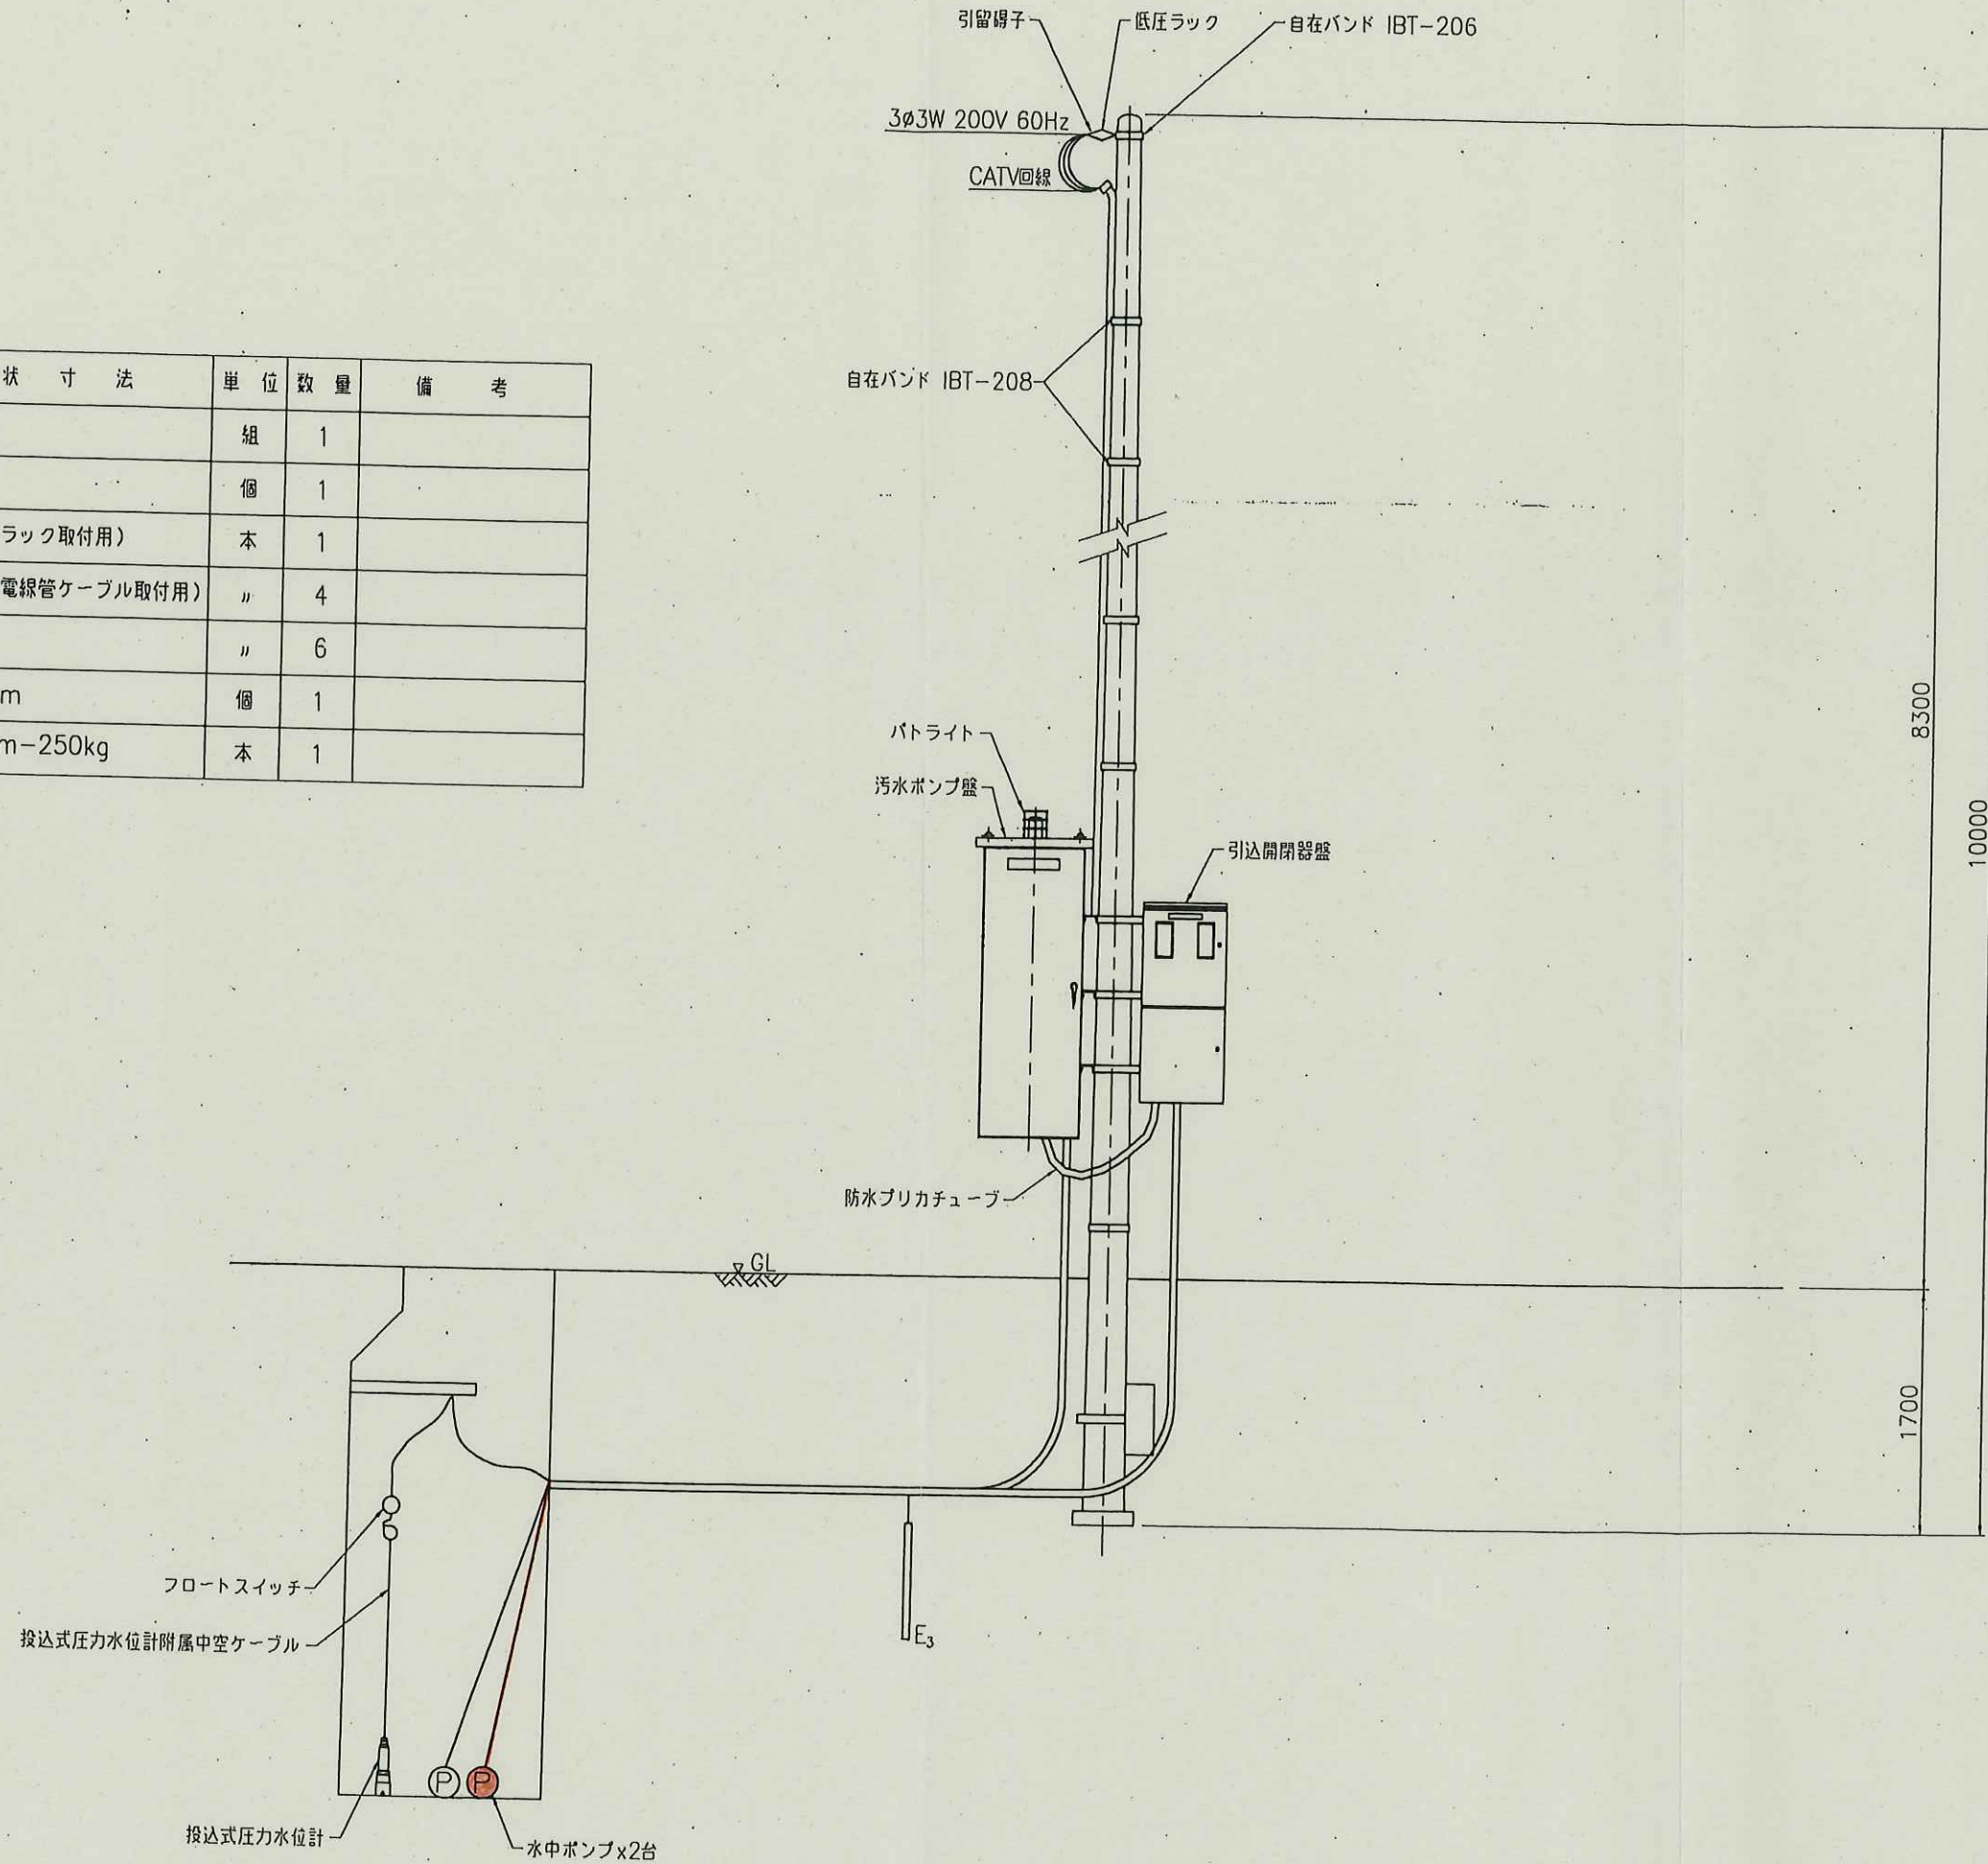 引留碍子
低圧ラック
自在バンド IBT-206
3φ3W 200V 60Hz
CATV回線
自在バンド IBT-208
状 寸 法 単 位 数 量 備 考
組 1
個 1
ラック取付用) 本 1
電線管ケーブル取付用) 〃 4
〃 6
m 個 1
m-250kg 本 1
パトライト
汚水ポンプ盤
引込開閉器盤
8300
10000
防水プリカチューブ
GL
1700
フロートスイッチ
投込式圧力水位計附属中空ケーブル
E₃
P P
投込式圧力水位計
水中ポンプx2台